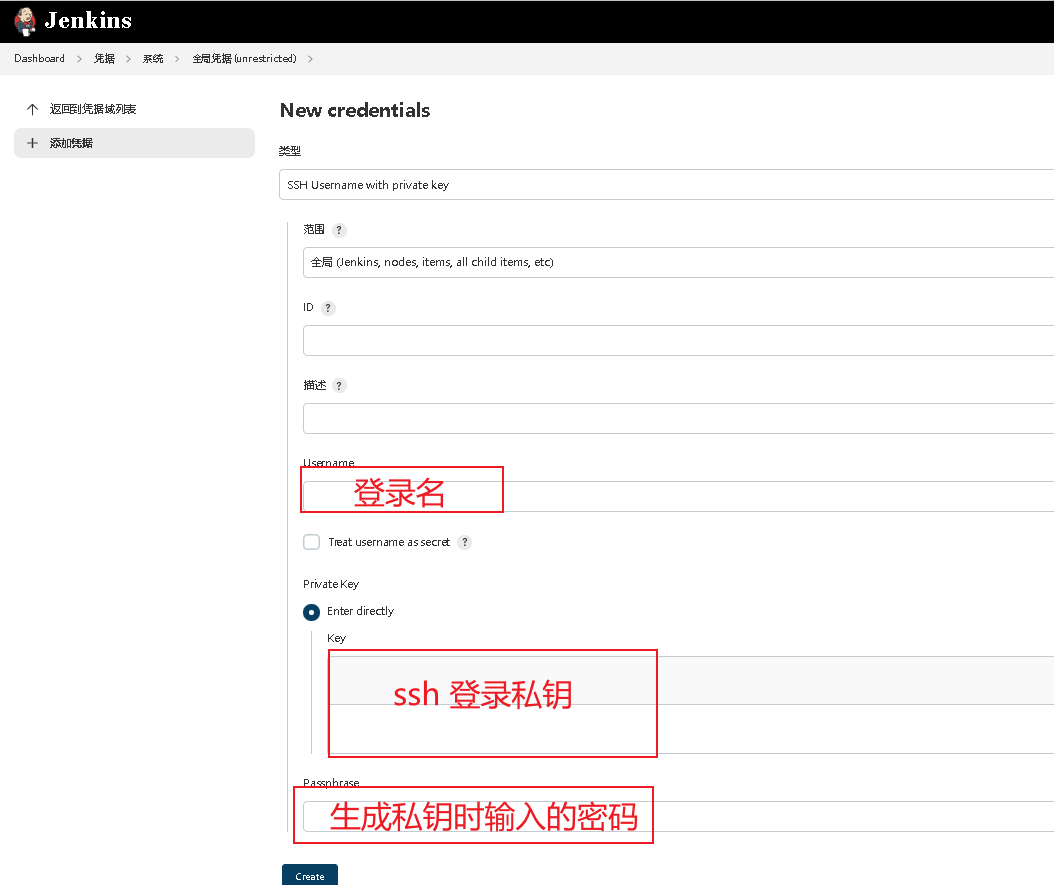 Jenkins
Dashboard > 凭据 > 系统 > 全局凭据 (unrestricted) >
返回到凭据域列表
+ 添加凭据
New credentials
类型
SSH Username with private key
范围 ?
全局 (Jenkins, nodes, items, all child items, etc)
ID ?
描述 ?
Username
登录名
Treat username as secret ?
Private Key
Enter directly
Key
ssh 登录私钥
Passphrase
生成私钥时输入的密码
Create